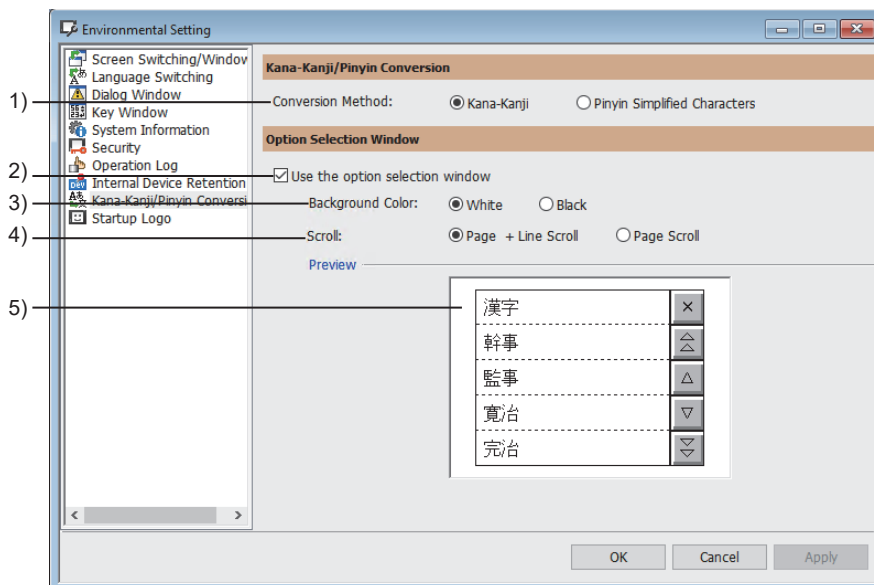 Environmental Setting
Screen Switching/Window
Language Switching
Dialog Window
Key Window
System Information
Security
Operation Log
Internal Device Retention
Kana-Kanji/Pinyin Conversi
Startup Logo
Kana-Kanji/Pinyin Conversion
1) Conversion Method: Kana-Kanji Pinyin Simplified Characters
Option Selection Window
2) Use the option selection window
3) Background Color: White Black
4) Scroll: Page + Line Scroll Page Scroll
Preview
5)
漢字
幹事
監事
寛治
完治
OK Cancel Apply